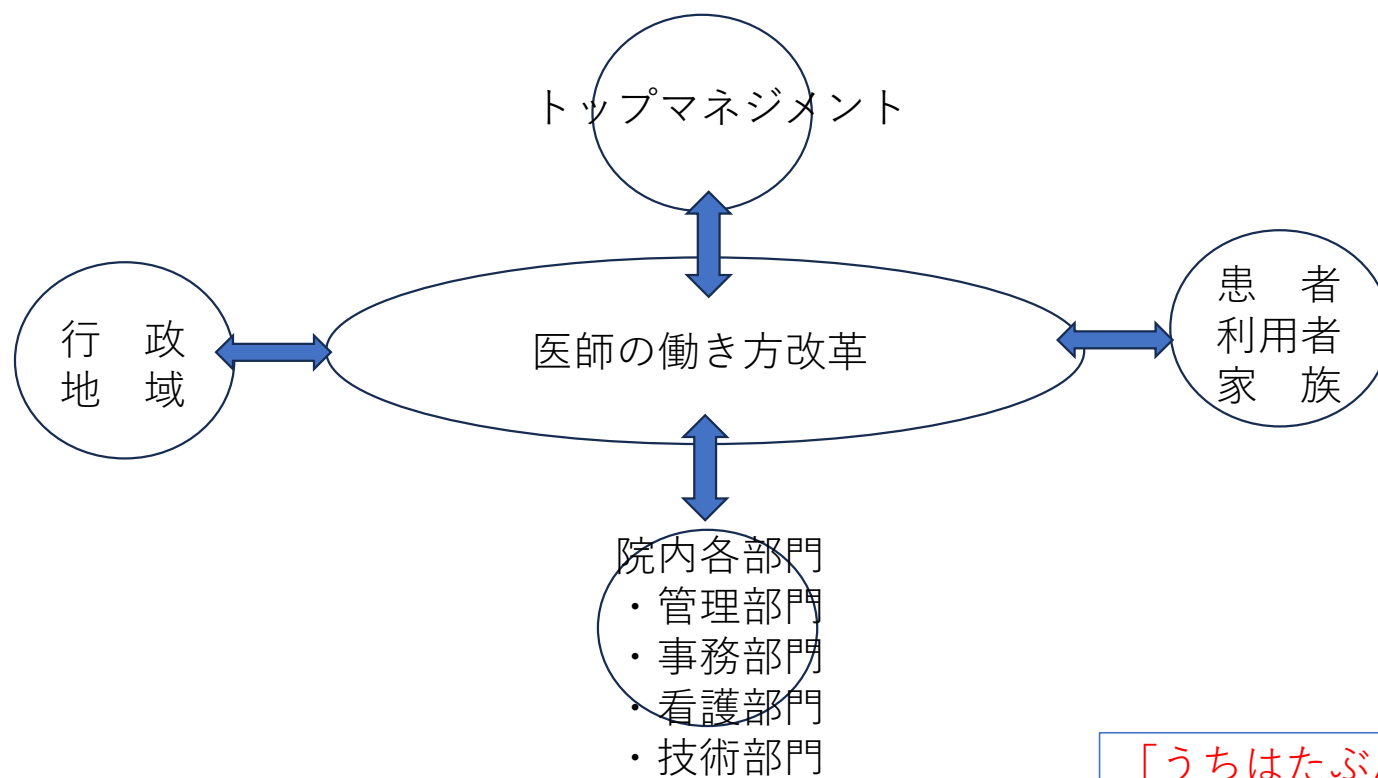 トップマネジメント
行　政
地　域
医師の働き方改革
患　者
利用者
家　族
院内各部門
・管理部門
・事務部門
・看護部門
・技術部門
「うちはたぶ